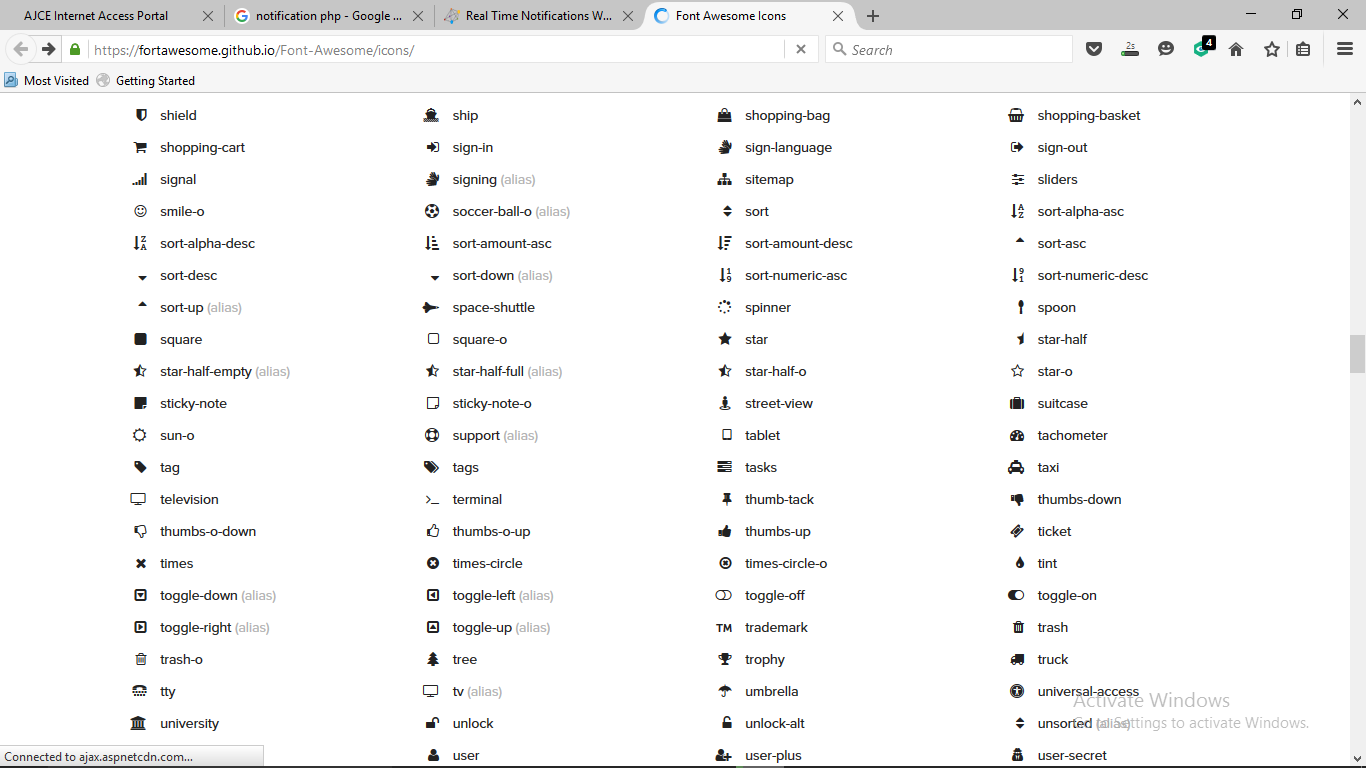 AJCE Internet Access Portal
notification php - Google ...
Real Time Notifications W...
Font Awesome Icons
https://fortawesome.github.io/Font-Awesome/icons/
Search
2s
4
Most Visited Getting Started
shield ship shopping-bag shopping-basket
shopping-cart sign-in sign-language sign-out
signal signing (alias) sitemap sliders
smile-o soccer-ball-o (alias) sort sort-alpha-asc
sort-alpha-desc sort-amount-asc sort-amount-desc sort-asc
sort-desc sort-down (alias) sort-numeric-asc sort-numeric-desc
sort-up (alias) space-shuttle spinner spoon
square square-o star star-half
star-half-empty (alias) star-half-full (alias) star-half-o star-o
sticky-note sticky-note-o street-view suitcase
sun-o support (alias) tablet tachometer
tag tags tasks taxi
television terminal thumb-tack thumbs-down
thumbs-o-down thumbs-o-up thumbs-up ticket
times times-circle times-circle-o tint
toggle-down (alias) toggle-left (alias) toggle-off toggle-on
toggle-right (alias) toggle-up (alias) TM trademark trash
trash-o tree trophy truck
tty tv (alias) umbrella universal-access
Activate Windows
university unlock unlock-alt unsorted (alias)
Go to Settings to activate Windows.
Connected to ajax.aspnetcdn.com...
user user-plus user-secret